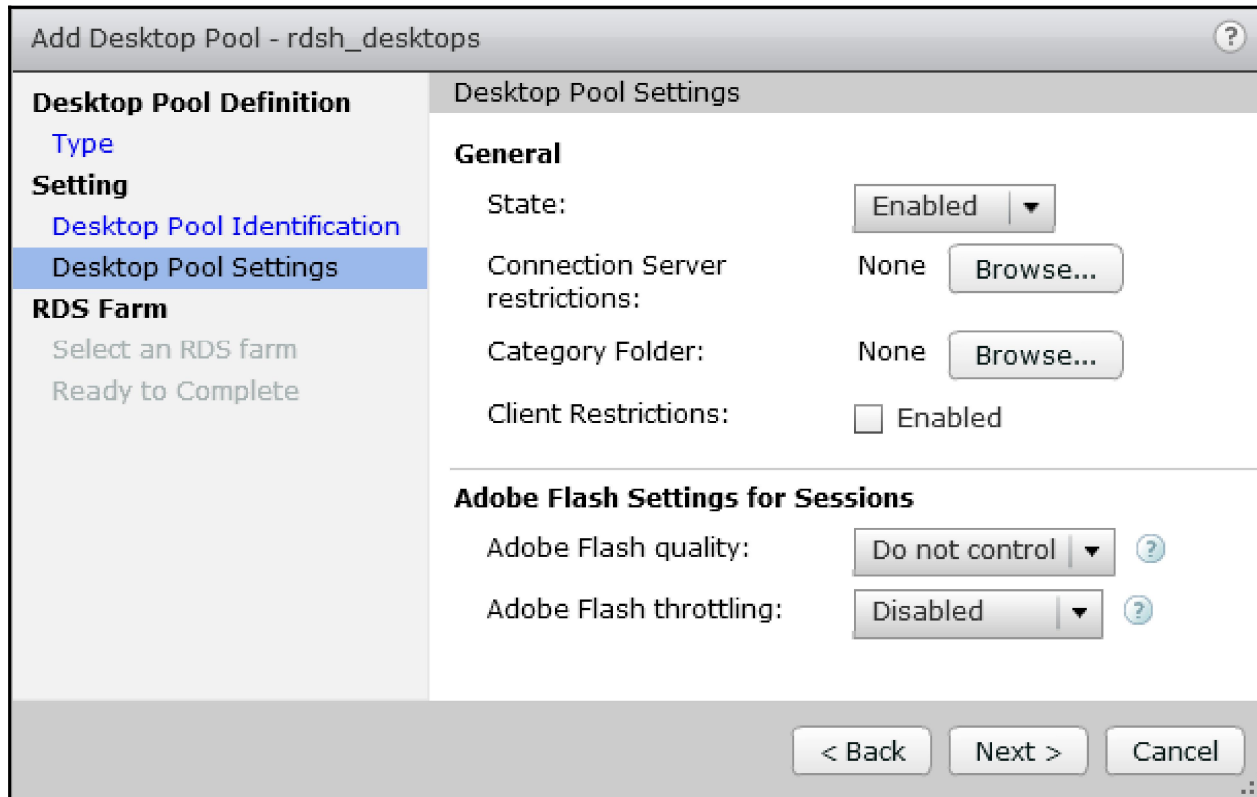 Add Desktop Pool - rdsh_desktops
?
Desktop Pool Definition
Type
Setting
Desktop Pool Identification
Desktop Pool Settings
RDS Farm
Select an RDS farm
Ready to Complete
Desktop Pool Settings
General
State:
Enabled
Connection Server
restrictions:
None
Browse...
Category Folder:
None
Browse...
Client Restrictions:
Enabled
Adobe Flash Settings for Sessions
Adobe Flash quality:
Do not control
?
Adobe Flash throttling:
Disabled
?
< Back
Next >
Cancel